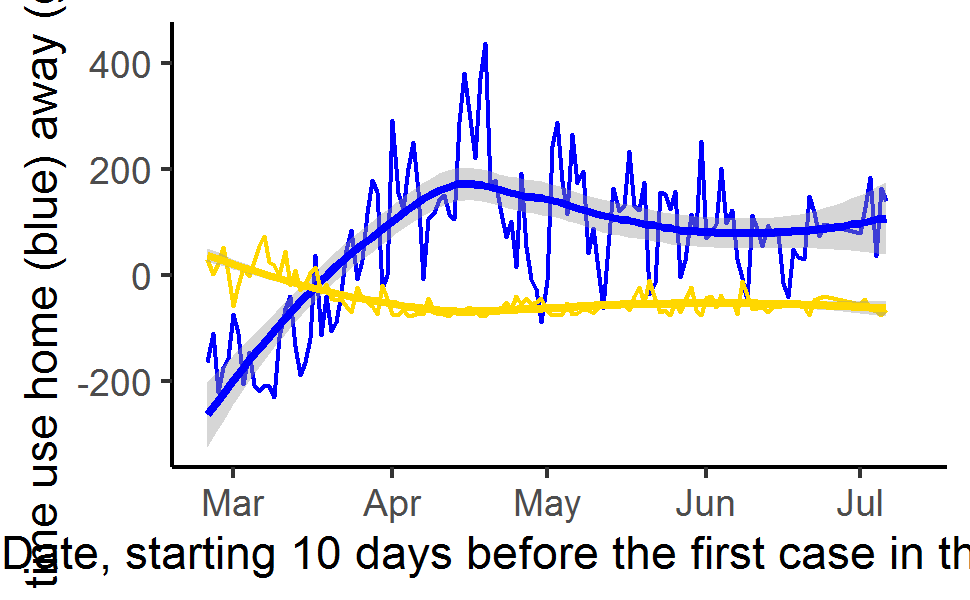 time use home (blue) away (g
400
200
0
-200
Mar Apr May Jun Jul
Date, starting 10 days before the first case in th